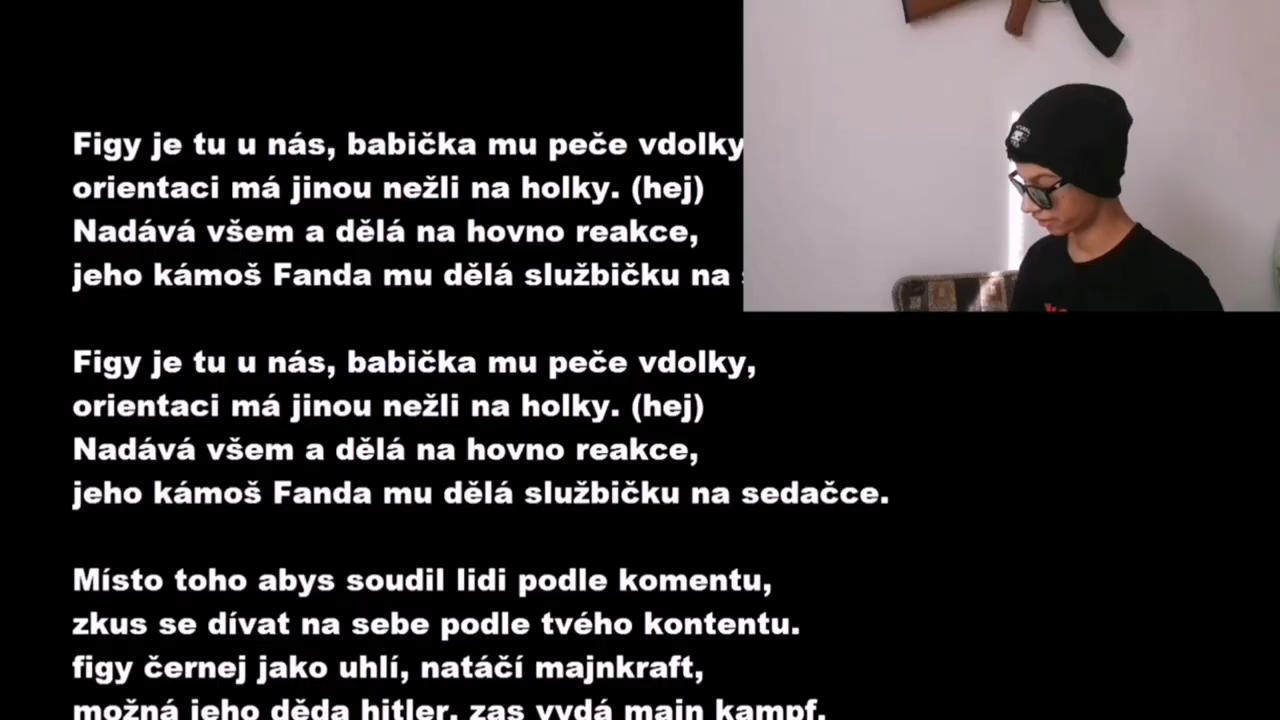 Figy je tu u nás, babička mu peče vdolky
orientaci má jinou nežli na holky. (hej)
Nadává všem a dělá na hovno reakce,
jeho kámoš Fanda mu dělá službičku na
Figy je tu u nás, babička mu peče vdolky,
orientaci má jinou nežli na holky. (hej)
Nadává všem a dělá na hovno reakce,
jeho kámoš Fanda mu dělá službičku na sedačce.
Místo toho abys soudil lidi podle komentu,
zkus se dívat na sebe podle tvého kontentu.
figy černej jako uhlí, natáčí majnkraft,
možná jeho děda hitler, zas vydá main kampf.